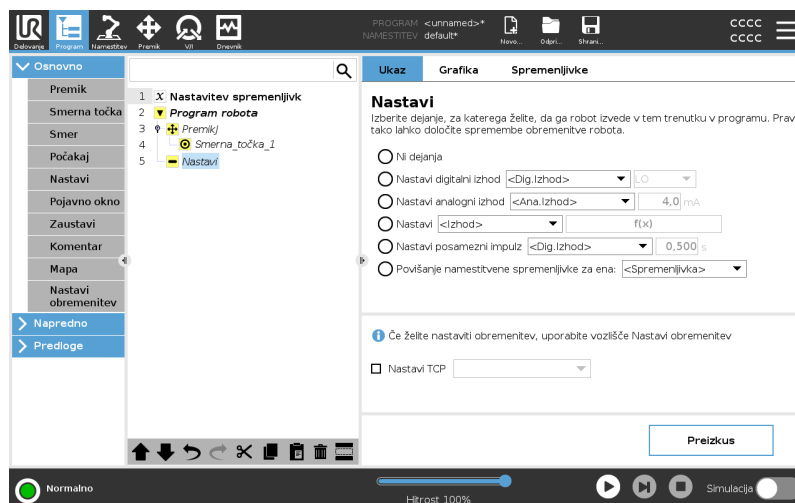 UR
PROGRAM <unnamed>*
NAMESTITEV default*
CCCC
CCCC
Delovanje Program Namestitev Premik V/I Dnevnik Novo... Odpri... Shrani...
Osnovno
Premik
Smerna točka
Smer
Počakaj
Nastavi
Pojavno okno
Zaustavi
Komentar
Mapa
Nastavi
obremenitev
Napredno
Predloge
1 X Nastavitev spremenljivk
2 Program robota
3 PremikJ
4 Smerna_točka_1
5 Nastavi
Ukaz Grafika Spremenljivke
Nastavi
Izberite dejanje, za katerega želite, da ga robot izvede v tem trenutku v programu. Prav
tako lahko določite spremembe obremenitve robota.
Ni dejanja
Nastavi digitalni izhod <Dig.Izhod> LO
Nastavi analogni izhod <Ana.Izhod> 4,0 mA
Nastavi <Izhod> f(x)
Nastavi posamezni impulz <Dig.Izhod> 0,500 s
Povišanje namestitvene spremenljivke za ena: <Spremenljivka>
Če želite nastaviti obremenitev, uporabite vozlišče Nastavi obremenitev
Nastavi TCP
Preizkus
Normalno
Hitrost 100%
Simulacija